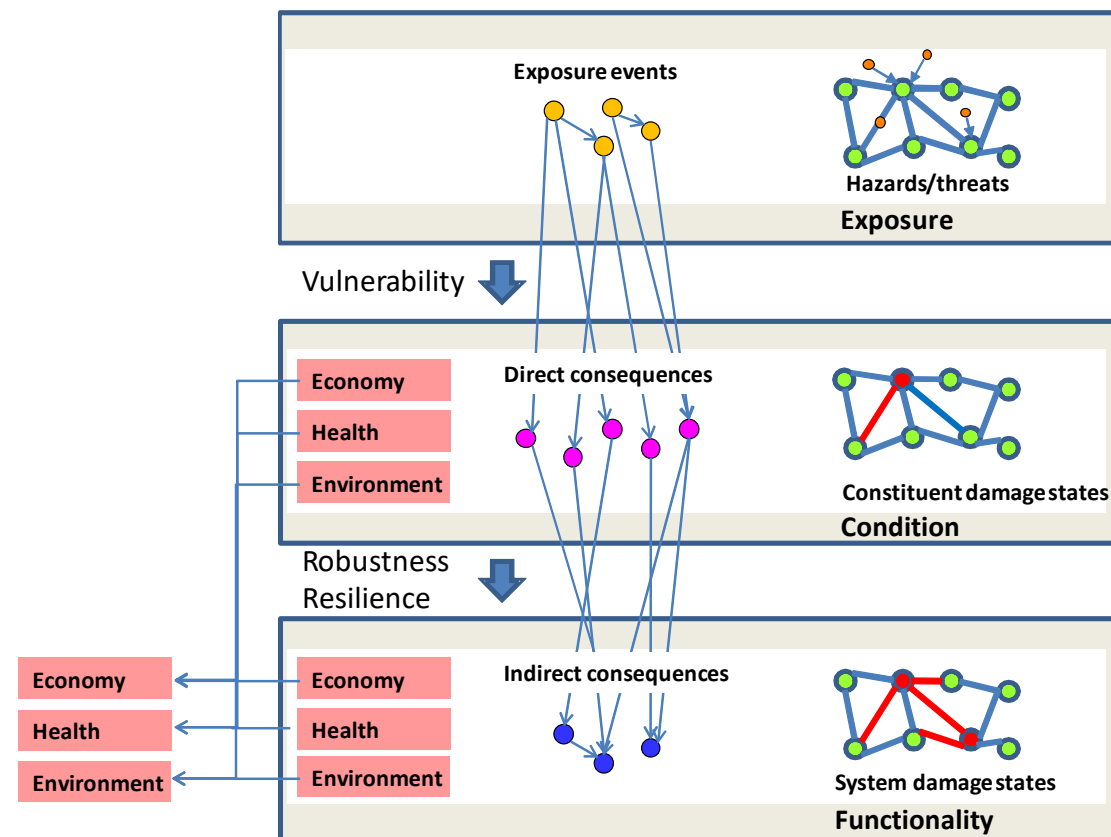 Exposure events
Hazards/threats
Exposure
Vulnerability
Economy
Health
Environment
Direct consequences
Constituent damage states
Condition
Robustness
Resilience
Economy
Health
Environment
Economy
Health
Environment
Indirect consequences
System damage states
Functionality